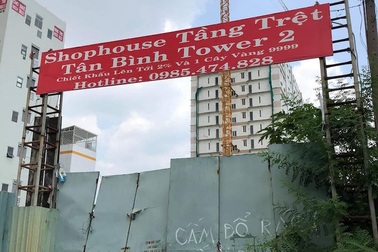 Shophouse Tầng Trệt
Tân Bình Tower 2
Chiết Khấu Lên Tới 2% Và 1 Cây Vàng 9999
Hotline: 0985.474.828
CẤM ĐỔ RÁC